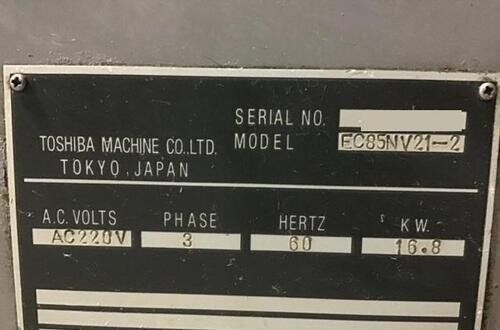 SERIAL NO.
TOSHIBA MACHINE CO.,LTD.
MODEL EC85NV21-2
TOKYO, JAPAN
A.C. VOLTS PHASE HERTZ K W.
AC220V 3 60 16.8